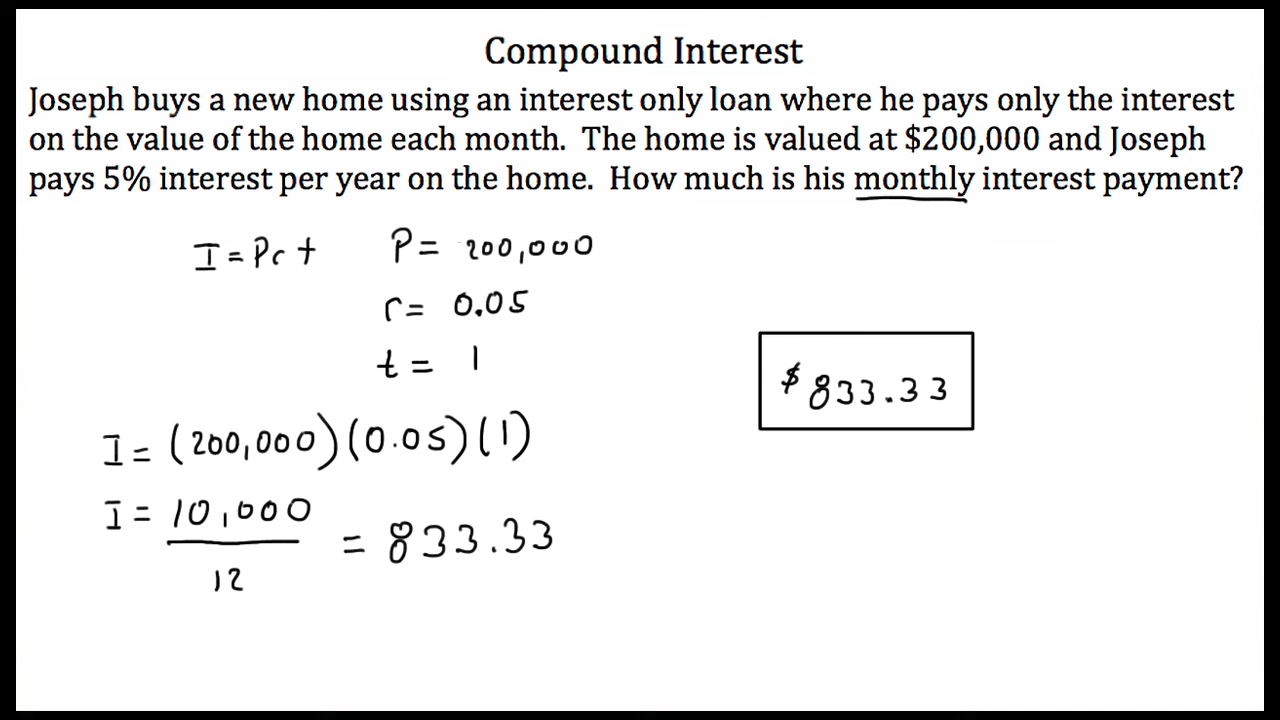 Compound Interest
Joseph buys a new home using an interest only loan where he pays only the interest
on the value of the home each month. The home is valued at $200,000 and Joseph
pays 5% interest per year on the home. How much is his monthly interest payment?
I = Prt
P = 200,000
r = 0.05
t = 1
I = (200,000)(0.05)(1)
I = 10,000
12
= 833.33
$833.33